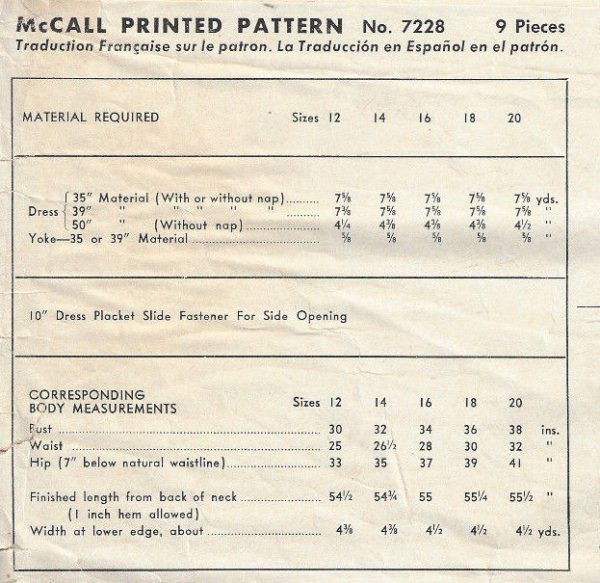 McCALL PRINTED PATTERN No. 7228 9 Pieces
Traduction Française sur le patron. La Traducción en Español en el patrón.
MATERIAL REQUIRED Sizes 12 14 16 18 20
35" Material (With or without nap) ........ 7⅝ 7⅝ 7⅝ 7⅝ 7⅝ yds.
Dress 39" " " " " " ........ 7⅜ 7⅝ 7⅝ 7⅝ 7⅝ "
50" " (Without nap) ........ 4¼ 4⅜ 4⅜ 4⅜ 4½ "
Yoke—35 or 39" Material ........ ⅝ ⅝ ⅝ ⅝ ⅝ "
10" Dress Placket Slide Fastener For Side Opening
CORRESPONDING
BODY MEASUREMENTS Sizes 12 14 16 18 20
Bust ........ 30 32 34 36 38 ins.
Waist ........ 25 26½ 28 30 32 "
Hip (7" below natural waistline) ........ 33 35 37 39 41 "
Finished length from back of neck ........ 54½ 54¾ 55 55¼ 55½ "
(1 inch hem allowed)
Width at lower edge, about ........ 4⅜ 4⅜ 4½ 4½ 4½ yds.